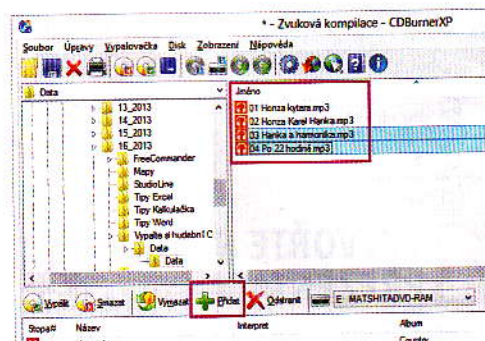 * - Zvuková kompilace - CDBurnerXP
Soubor Úpravy Vypalovačka Disk Zobrazení Nápověda
Data
Jméno
13_2013
14_2013
15_2013
16_2013
FreeCommander
Mapy
StudioLine
Tipy Excel
Tipy Kalkulačka
Tipy Word
Vypalte si hudební C
Data
Data
01 Honza kytara.mp3
02 Honza Karel Hanka.mp3
03 Hanka a harmonika.mp3
04 Po 22 hodině.mp3
Vypálit Smazat Vymazat Přidat Odstranit E: MATSHITADVD-RAM
Stopa# Název Interpret Album
Country